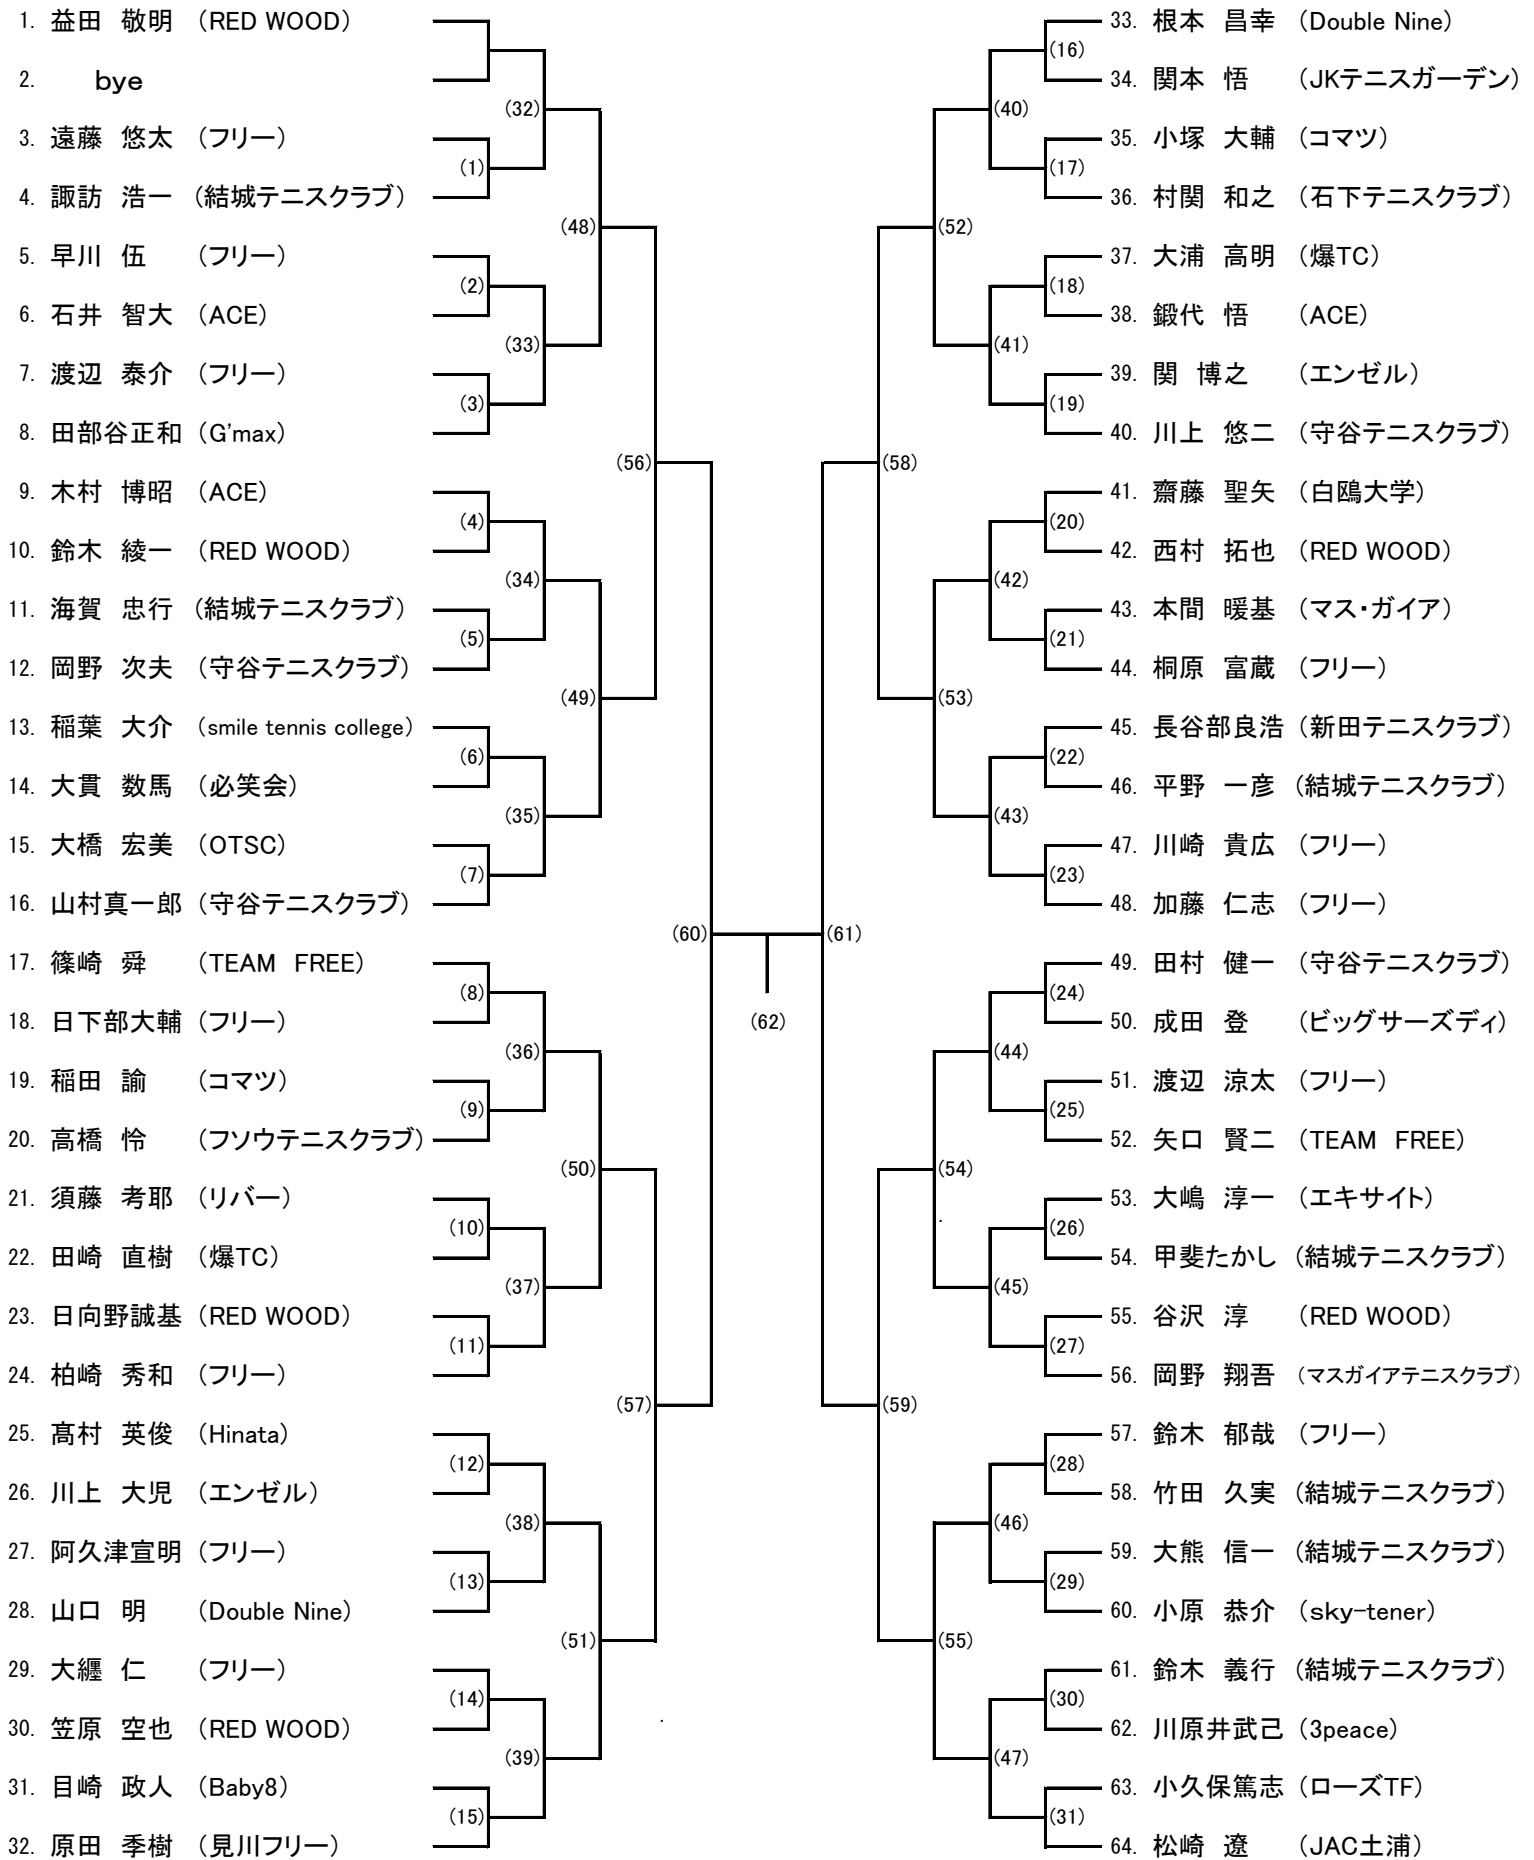 1. 益田　敬明　（RED WOOD）
2. bye
3. 遠藤　悠太　（フリー）
4. 諏訪　浩一　（結城テニスクラブ）
5. 早川　伍　（フリー）
6. 石井　智大　（ACE）
7. 渡辺　泰介　（フリー）
8. 田部谷正和　（G'max）
9. 木村　博昭　（ACE）
10. 鈴木　綾一　（RED WOOD）
11. 海賀　忠行　（結城テニスクラブ）
12. 岡野　次夫　（守谷テニスクラブ）
13. 稲葉　大介　（smile tennis college）
14. 大貫　数馬　（必笑会）
15. 大橋　宏美　（OTSC）
16. 山村真一郎　（守谷テニスクラブ）
17. 篠崎　舜　（TEAM　FREE）
18. 日下部大輔　（フリー）
19. 稲田　諭　（コマツ）
20. 高橋　怜　（フソウテニスクラブ）
21. 須藤　考耶　（リバー）
22. 田崎　直樹　（爆TC）
23. 日向野誠基　（RED WOOD）
24. 柏崎　秀和　（フリー）
25. 髙村　英俊　（Hinata）
26. 川上　大児　（エンゼル）
27. 阿久津宣明　（フリー）
28. 山口　明　（Double Nine）
29. 大纒　仁　（フリー）
30. 笠原　空也　（RED WOOD）
31. 目崎　政人　（Baby8）
32. 原田　季樹　（見川フリー）
(1)
(2)
(3)
(4)
(5)
(6)
(7)
(8)
(9)
(10)
(11)
(12)
(13)
(14)
(15)
(32)
(33)
(34)
(35)
(36)
(37)
(38)
(39)
(48)
(49)
(50)
(51)
(56)
(57)
(60)
(62)
(61)
(58)
(59)
(52)
(53)
(54)
(55)
(40)
(41)
(42)
(43)
(44)
(45)
(46)
(47)
(16)
(17)
(18)
(19)
(20)
(21)
(22)
(23)
(24)
(25)
(26)
(27)
(28)
(29)
(30)
(31)
33. 根本　昌幸　（Double Nine）
34. 関本　悟　（JKテニスガーデン）
35. 小塚　大輔　（コマツ）
36. 村関　和之　（石下テニスクラブ）
37. 大浦　高明　（爆TC）
38. 鍛代　悟　（ACE）
39. 関　博之　（エンゼル）
40. 川上　悠二　（守谷テニスクラブ）
41. 齋藤　聖矢　（白鴎大学）
42. 西村　拓也　（RED WOOD）
43. 本間　暖基　（マス・ガイア）
44. 桐原　富蔵　（フリー）
45. 長谷部良浩　（新田テニスクラブ）
46. 平野　一彦　（結城テニスクラブ）
47. 川崎　貴広　（フリー）
48. 加藤　仁志　（フリー）
49. 田村　健一　（守谷テニスクラブ）
50. 成田　登　（ビッグサーズディ）
51. 渡辺　涼太　（フリー）
52. 矢口　賢二　（TEAM　FREE）
53. 大嶋　淳一　（エキサイト）
54. 甲斐たかし　（結城テニスクラブ）
55. 谷沢　淳　（RED WOOD）
56. 岡野　翔吾　（マスガイアテニスクラブ）
57. 鈴木　郁哉　（フリー）
58. 竹田　久実　（結城テニスクラブ）
59. 大熊　信一　（結城テニスクラブ）
60. 小原　恭介　（sky-tener）
61. 鈴木　義行　（結城テニスクラブ）
62. 川原井武己　（3peace）
63. 小久保篤志　（ローズTF）
64. 松崎　遼　（JAC土浦）